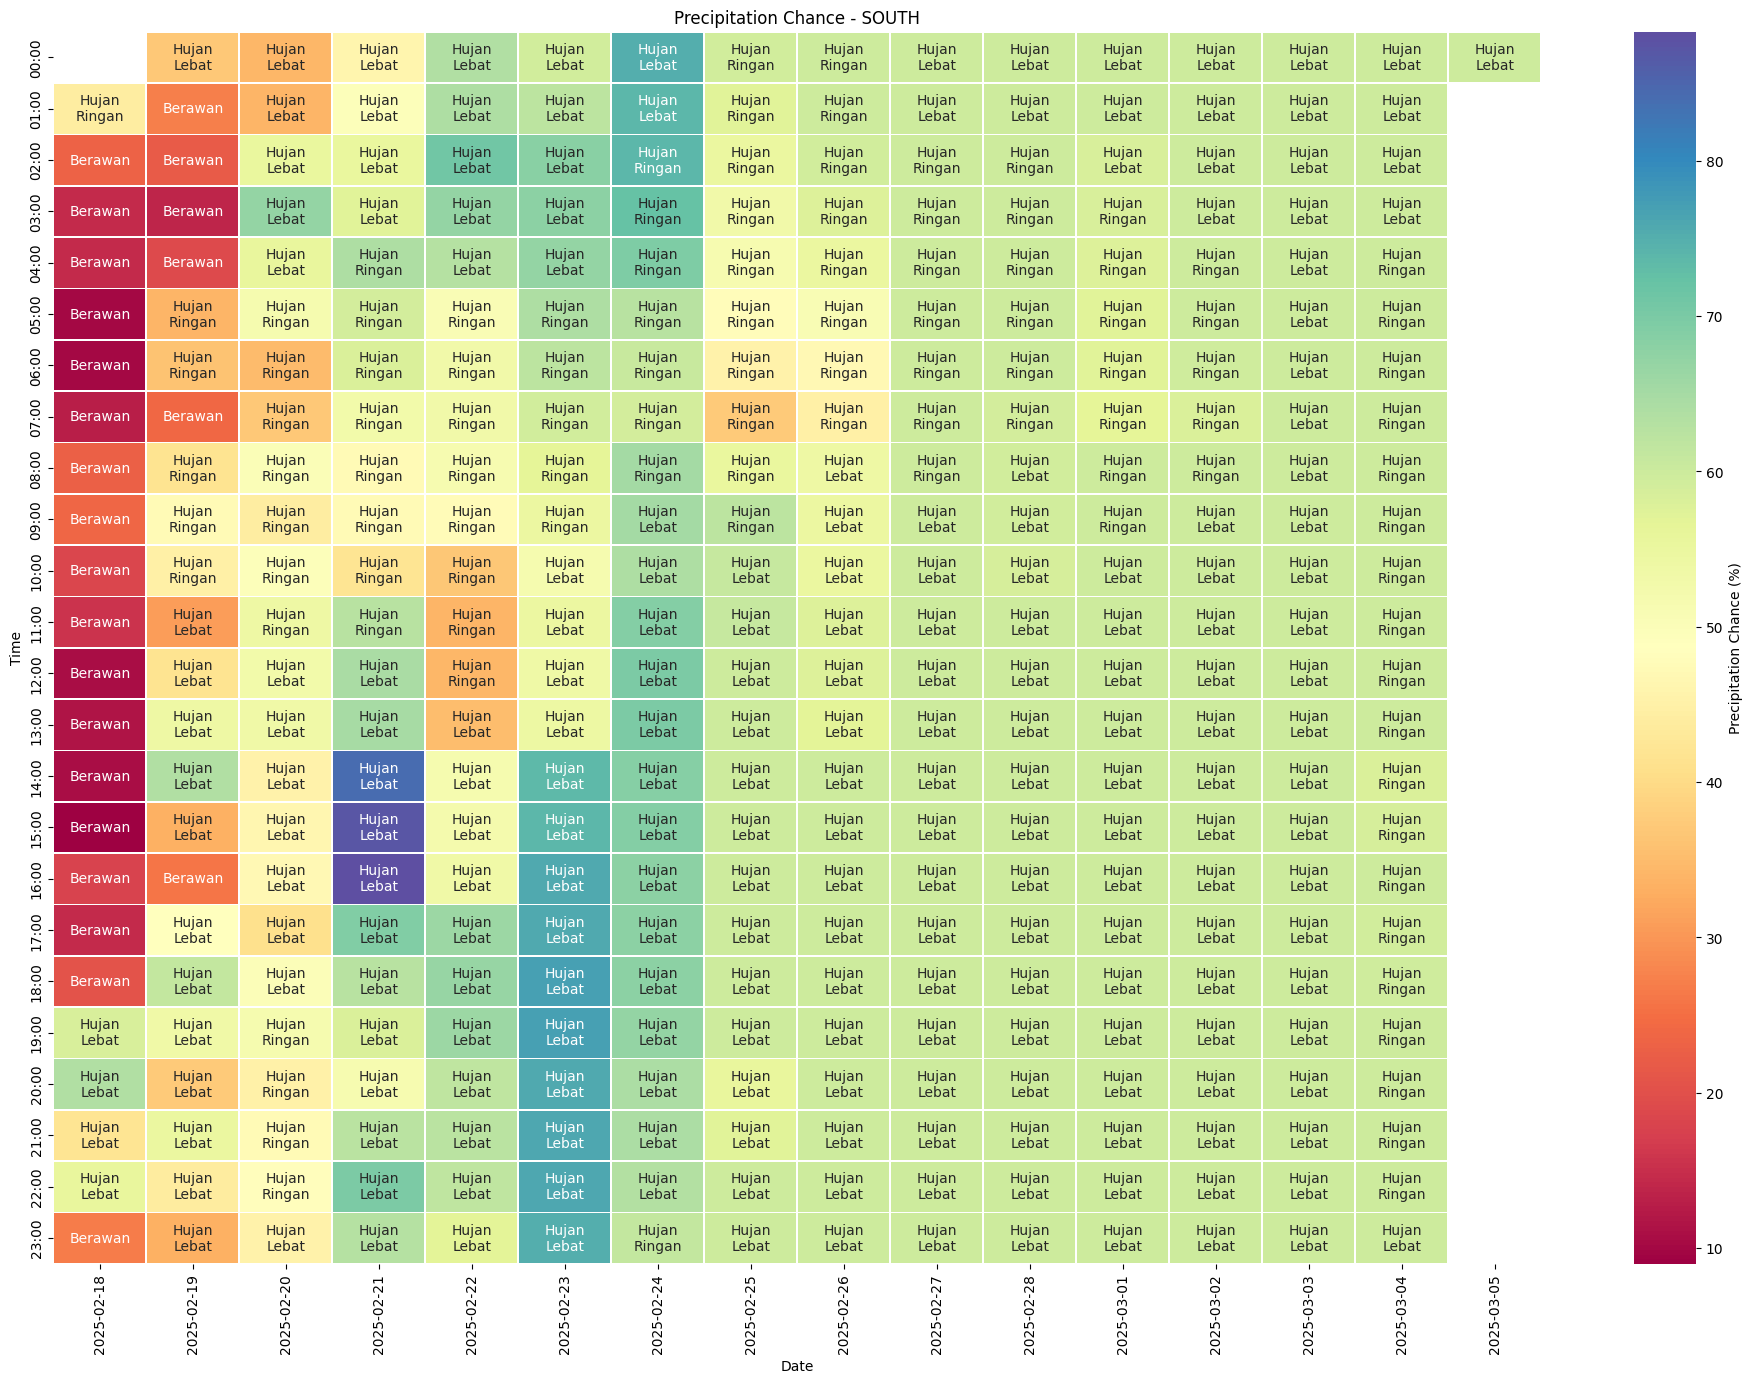 Precipitation Chance - SOUTH
00:00 Hujan Lebat Hujan Lebat Hujan Lebat Hujan Lebat Hujan Lebat Hujan Lebat Hujan Ringan Hujan Ringan Hujan Lebat Hujan Lebat Hujan Lebat Hujan Lebat Hujan Lebat Hujan Lebat Hujan Lebat
01:00 Hujan Ringan Berawan Hujan Lebat Hujan Lebat Hujan Lebat Hujan Lebat Hujan Lebat Hujan Ringan Hujan Ringan Hujan Lebat Hujan Lebat Hujan Lebat Hujan Lebat Hujan Lebat Hujan Lebat
02:00 Berawan Berawan Hujan Lebat Hujan Lebat Hujan Lebat Hujan Lebat Hujan Ringan Hujan Ringan Hujan Ringan Hujan Ringan Hujan Ringan Hujan Lebat Hujan Lebat Hujan Lebat Hujan Lebat
03:00 Berawan Berawan Hujan Lebat Hujan Lebat Hujan Lebat Hujan Lebat Hujan Ringan Hujan Ringan Hujan Ringan Hujan Ringan Hujan Ringan Hujan Ringan Hujan Lebat Hujan Lebat Hujan Lebat
04:00 Berawan Berawan Hujan Lebat Hujan Ringan Hujan Lebat Hujan Lebat Hujan Ringan Hujan Ringan Hujan Ringan Hujan Ringan Hujan Ringan Hujan Ringan Hujan Ringan Hujan Lebat Hujan Ringan
05:00 Berawan Hujan Ringan Hujan Ringan Hujan Ringan Hujan Ringan Hujan Ringan Hujan Ringan Hujan Ringan Hujan Ringan Hujan Ringan Hujan Ringan Hujan Ringan Hujan Ringan Hujan Lebat Hujan Ringan
06:00 Berawan Hujan Ringan Hujan Ringan Hujan Ringan Hujan Ringan Hujan Ringan Hujan Ringan Hujan Ringan Hujan Ringan Hujan Ringan Hujan Ringan Hujan Ringan Hujan Ringan Hujan Lebat Hujan Ringan
07:00 Berawan Berawan Hujan Ringan Hujan Ringan Hujan Ringan Hujan Ringan Hujan Ringan Hujan Ringan Hujan Ringan Hujan Ringan Hujan Ringan Hujan Ringan Hujan Ringan Hujan Lebat Hujan Ringan
08:00 Berawan Hujan Ringan Hujan Ringan Hujan Ringan Hujan Ringan Hujan Ringan Hujan Ringan Hujan Ringan Hujan Lebat Hujan Ringan Hujan Lebat Hujan Ringan Hujan Ringan Hujan Lebat Hujan Ringan
09:00 Berawan Hujan Ringan Hujan Ringan Hujan Ringan Hujan Ringan Hujan Ringan Hujan Lebat Hujan Ringan Hujan Lebat Hujan Lebat Hujan Lebat Hujan Ringan Hujan Lebat Hujan Lebat Hujan Ringan
10:00 Berawan Hujan Ringan Hujan Ringan Hujan Ringan Hujan Ringan Hujan Lebat Hujan Lebat Hujan Lebat Hujan Lebat Hujan Lebat Hujan Lebat Hujan Lebat Hujan Lebat Hujan Lebat Hujan Ringan
11:00 Berawan Hujan Lebat Hujan Ringan Hujan Ringan Hujan Ringan Hujan Lebat Hujan Lebat Hujan Lebat Hujan Lebat Hujan Lebat Hujan Lebat Hujan Lebat Hujan Lebat Hujan Lebat Hujan Ringan
12:00 Berawan Hujan Lebat Hujan Lebat Hujan Lebat Hujan Ringan Hujan Lebat Hujan Lebat Hujan Lebat Hujan Lebat Hujan Lebat Hujan Lebat Hujan Lebat Hujan Lebat Hujan Lebat Hujan Ringan
13:00 Berawan Hujan Lebat Hujan Lebat Hujan Lebat Hujan Lebat Hujan Lebat Hujan Lebat Hujan Lebat Hujan Lebat Hujan Lebat Hujan Lebat Hujan Lebat Hujan Lebat Hujan Lebat Hujan Ringan
14:00 Berawan Hujan Lebat Hujan Lebat Hujan Lebat Hujan Lebat Hujan Lebat Hujan Lebat Hujan Lebat Hujan Lebat Hujan Lebat Hujan Lebat Hujan Lebat Hujan Lebat Hujan Lebat Hujan Ringan
15:00 Berawan Hujan Lebat Hujan Lebat Hujan Lebat Hujan Lebat Hujan Lebat Hujan Lebat Hujan Lebat Hujan Lebat Hujan Lebat Hujan Lebat Hujan Lebat Hujan Lebat Hujan Lebat Hujan Ringan
16:00 Berawan Berawan Hujan Lebat Hujan Lebat Hujan Lebat Hujan Lebat Hujan Lebat Hujan Lebat Hujan Lebat Hujan Lebat Hujan Lebat Hujan Lebat Hujan Lebat Hujan Lebat Hujan Ringan
17:00 Berawan Hujan Lebat Hujan Lebat Hujan Lebat Hujan Lebat Hujan Lebat Hujan Lebat Hujan Lebat Hujan Lebat Hujan Lebat Hujan Lebat Hujan Lebat Hujan Lebat Hujan Lebat Hujan Ringan
18:00 Berawan Hujan Lebat Hujan Lebat Hujan Lebat Hujan Lebat Hujan Lebat Hujan Lebat Hujan Lebat Hujan Lebat Hujan Lebat Hujan Lebat Hujan Lebat Hujan Lebat Hujan Lebat Hujan Ringan
19:00 Hujan Lebat Hujan Lebat Hujan Ringan Hujan Lebat Hujan Lebat Hujan Lebat Hujan Lebat Hujan Lebat Hujan Lebat Hujan Lebat Hujan Lebat Hujan Lebat Hujan Lebat Hujan Lebat Hujan Ringan
20:00 Hujan Lebat Hujan Lebat Hujan Ringan Hujan Lebat Hujan Lebat Hujan Lebat Hujan Lebat Hujan Lebat Hujan Lebat Hujan Lebat Hujan Lebat Hujan Lebat Hujan Lebat Hujan Lebat Hujan Ringan
21:00 Hujan Lebat Hujan Lebat Hujan Ringan Hujan Lebat Hujan Lebat Hujan Lebat Hujan Lebat Hujan Lebat Hujan Lebat Hujan Lebat Hujan Lebat Hujan Lebat Hujan Lebat Hujan Lebat Hujan Ringan
22:00 Hujan Lebat Hujan Lebat Hujan Ringan Hujan Lebat Hujan Lebat Hujan Lebat Hujan Lebat Hujan Lebat Hujan Lebat Hujan Lebat Hujan Lebat Hujan Lebat Hujan Lebat Hujan Lebat Hujan Ringan
23:00 Berawan Hujan Lebat Hujan Lebat Hujan Lebat Hujan Lebat Hujan Lebat Hujan Ringan Hujan Lebat Hujan Lebat Hujan Lebat Hujan Lebat Hujan Lebat Hujan Lebat Hujan Lebat Hujan Lebat
Time
2025-02-18 2025-02-19 2025-02-20 2025-02-21 2025-02-22 2025-02-23 2025-02-24 2025-02-25 2025-02-26 2025-02-27 2025-02-28 2025-03-01 2025-03-02 2025-03-03 2025-03-04 2025-03-05
Date
80
70
60
50
40
30
20
10
Precipitation Chance (%)